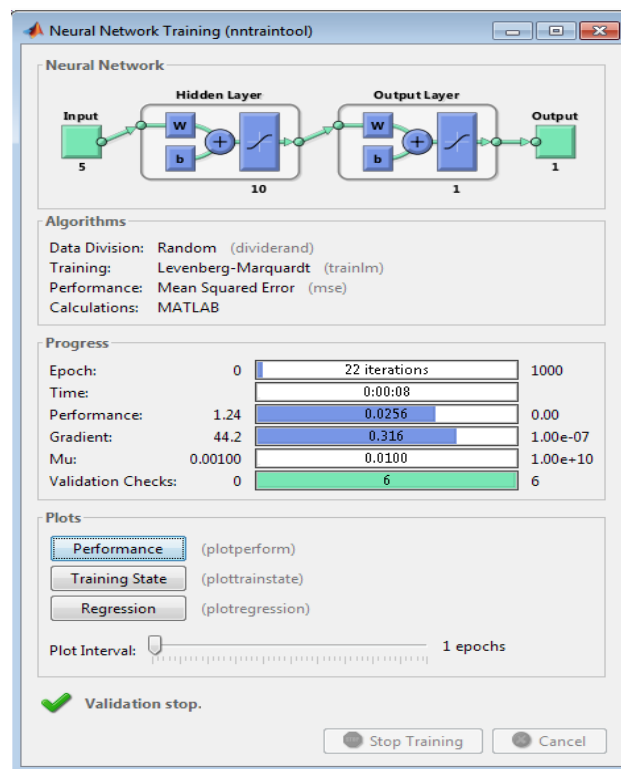 Neural Network Training (nntraintool)
Neural Network
Hidden Layer Output Layer
Input Output
W W
+ +
b b
5 1
10 1
Algorithms
Data Division: Random (dividerand)
Training: Levenberg-Marquardt (trainlm)
Performance: Mean Squared Error (mse)
Calculations: MATLAB
Progress
Epoch: 0 22 iterations 1000
Time: 0:00:08
Performance: 1.24 0.0256 0.00
Gradient: 44.2 0.316 1.00e-07
Mu: 0.00100 0.0100 1.00e+10
Validation Checks: 0 6 6
Plots
Performance (plotperform)
Training State (plottrainstate)
Regression (plotregression)
Plot Interval: 1 epochs
Validation stop.
Stop Training Cancel